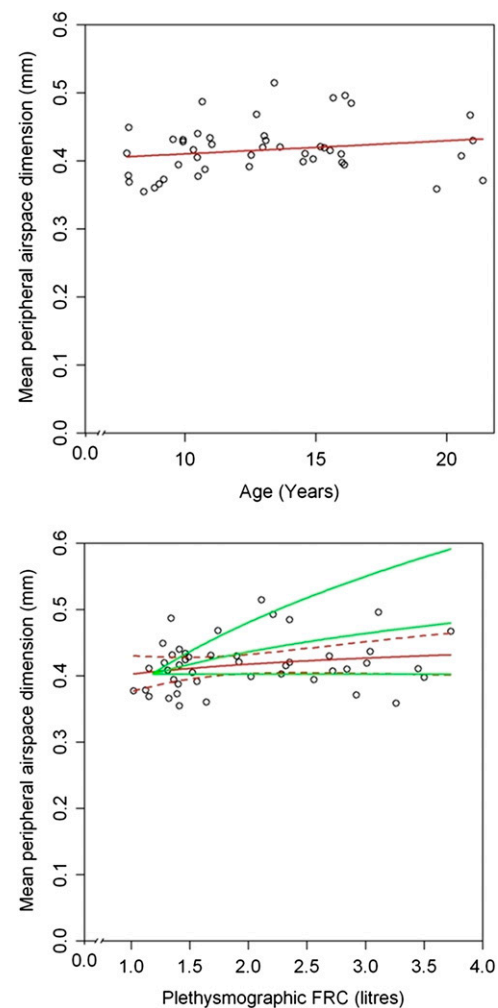 Mean peripheral airspace dimension (mm)
0.6
0.5
0.4
0.3
0.2
0.1
0.0
0.0 10 15 20
Age (Years)
Mean peripheral airspace dimension (mm)
0.6
0.5
0.4
0.3
0.2
0.1
0.0
0.0 1.0 1.5 2.0 2.5 3.0 3.5 4.0
Plethysmographic FRC (litres)